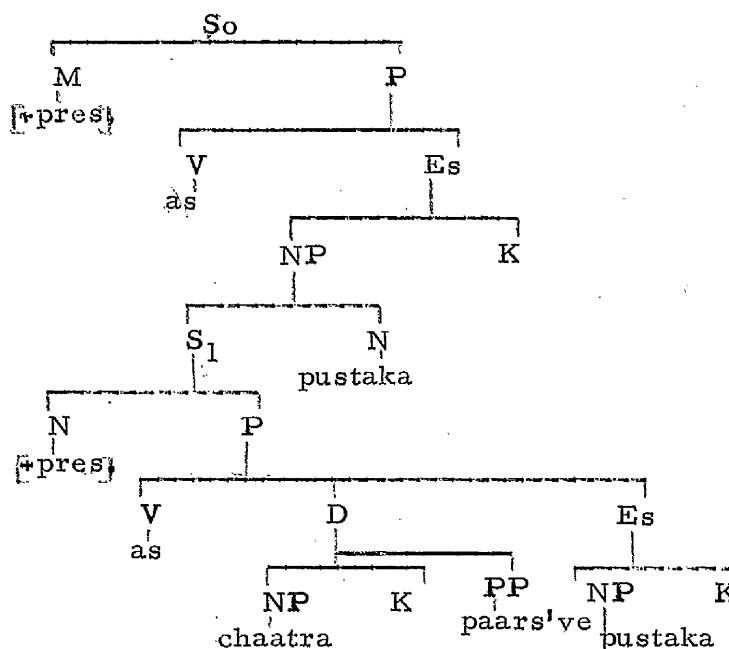 So
M P
[+pres]
V Es
as
NP K
S1 N
pustaka
N P
[+pres]
V D Es
as
NP K PP NP K
chaatra paars've pustaka